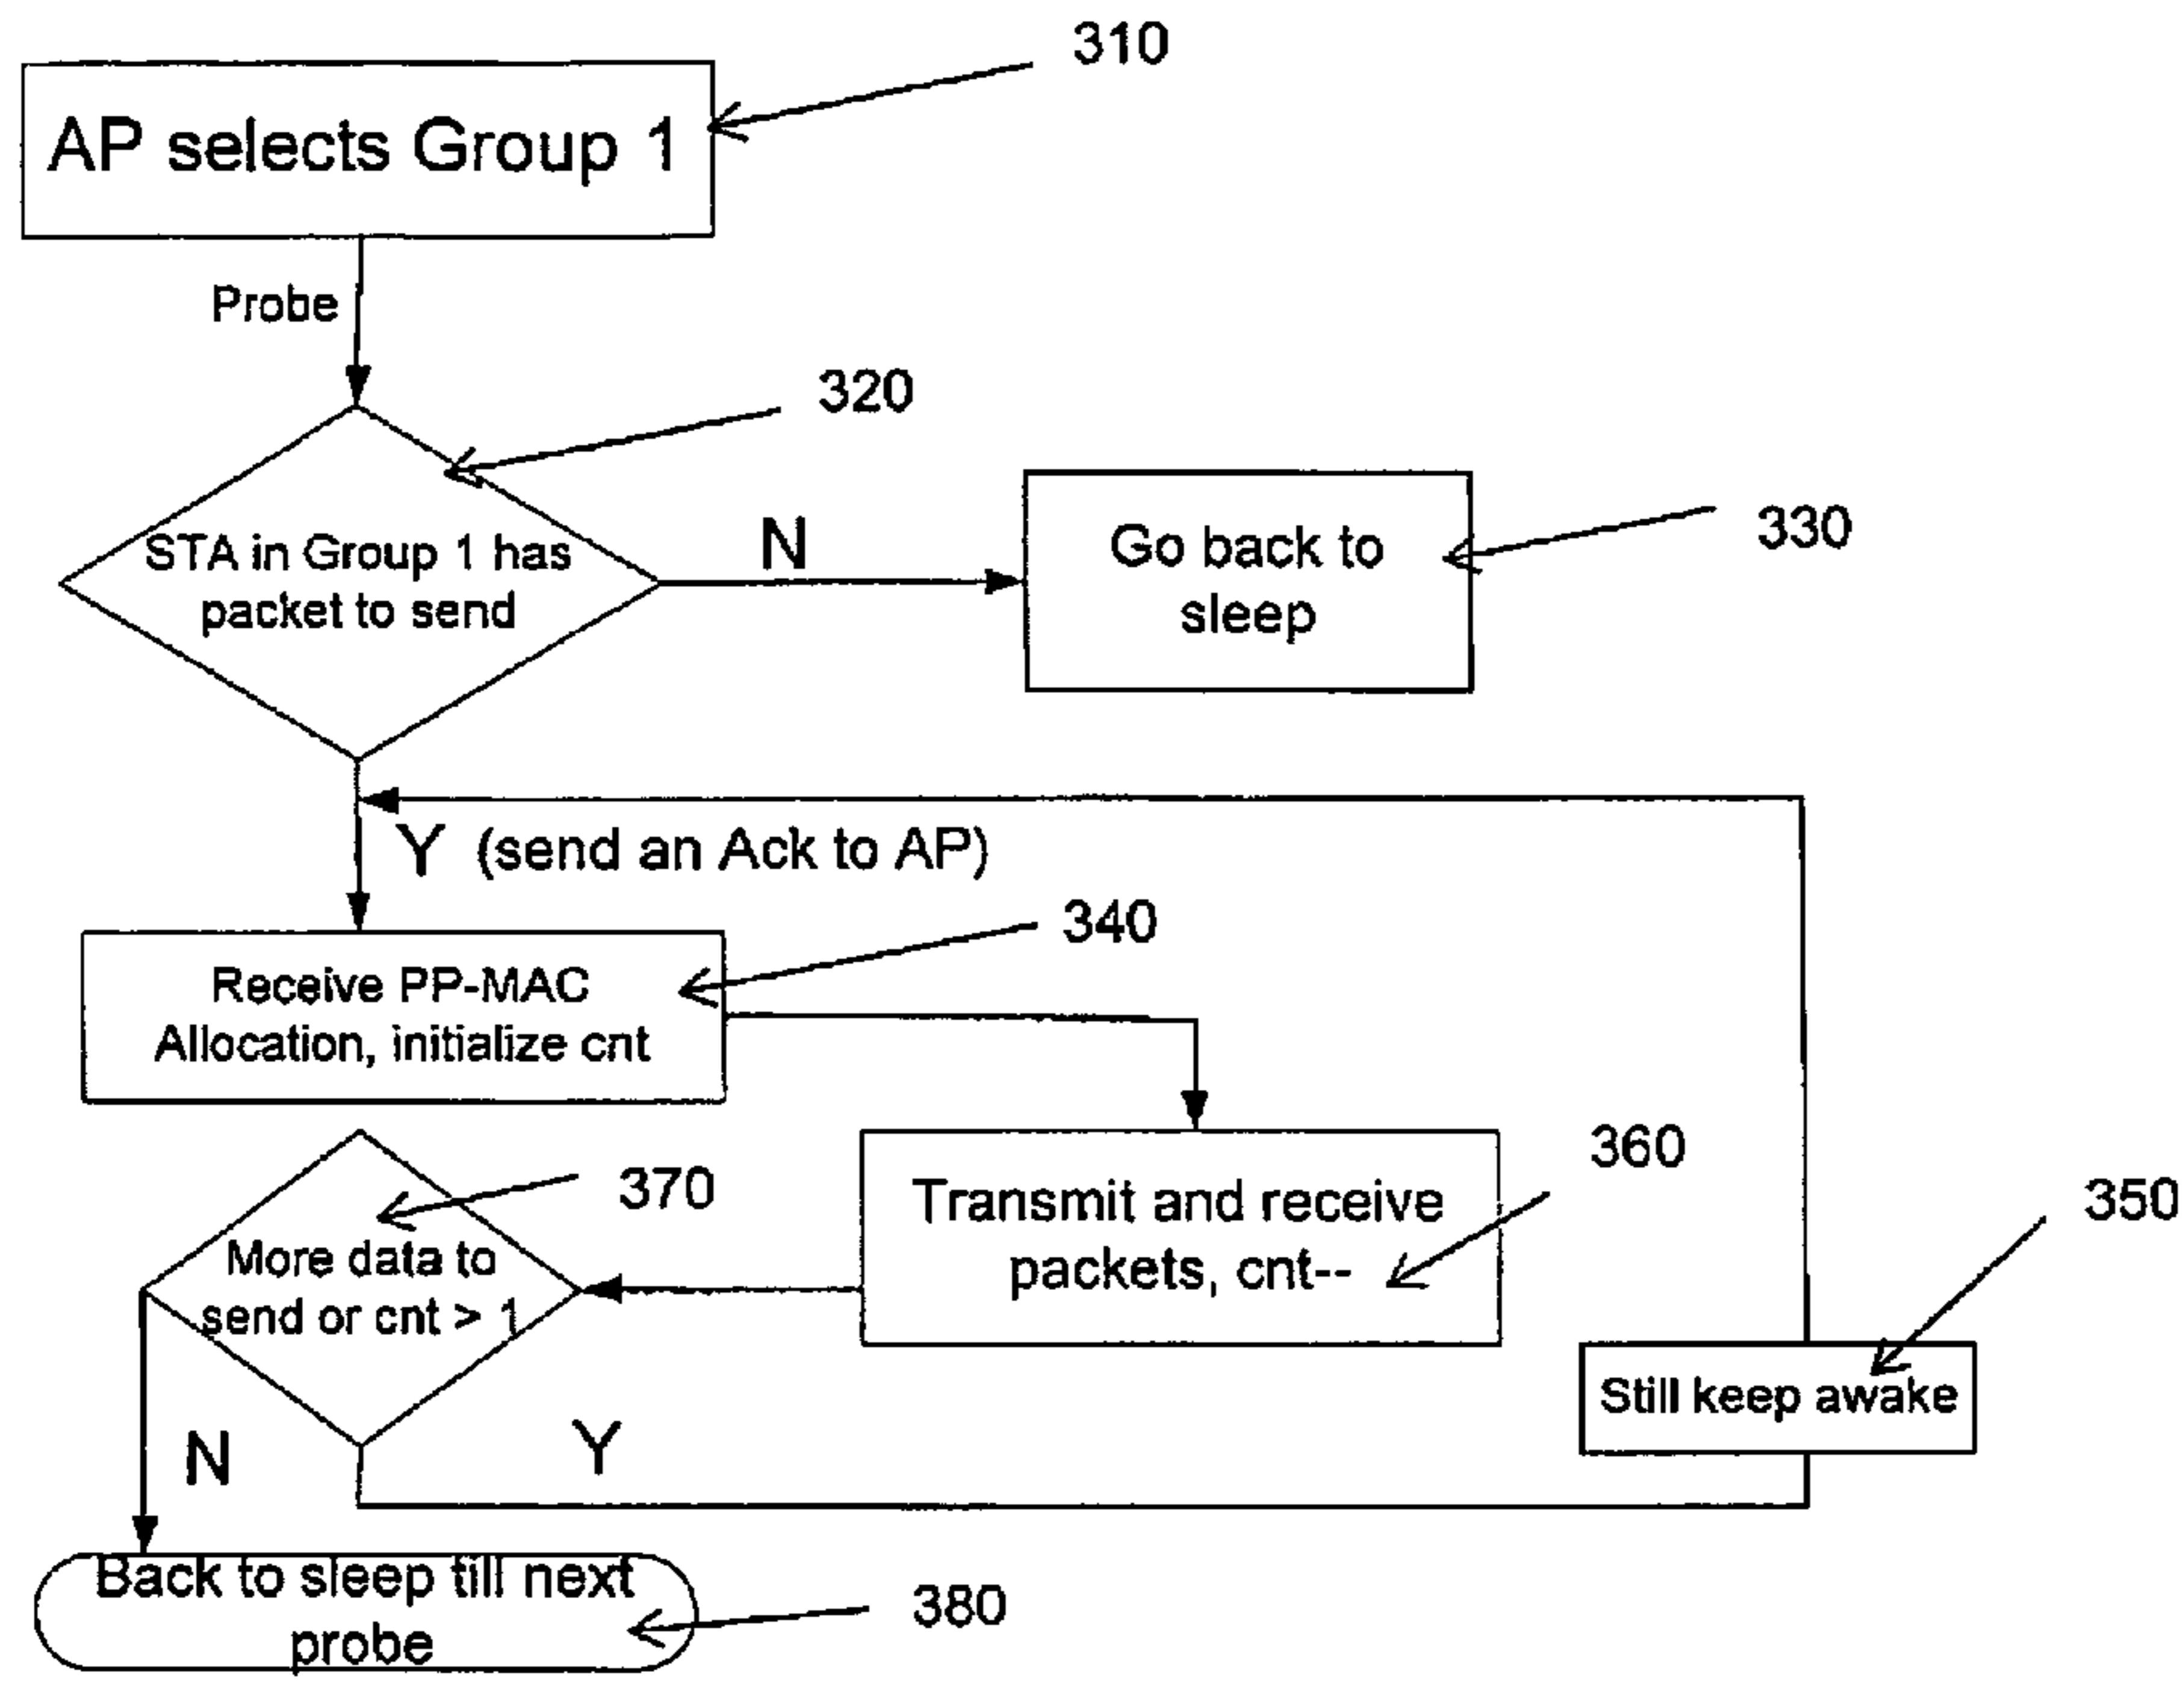 310
AP selects Group 1
Probe
320
STA in Group 1 has
packet to send
N
Go back to
sleep
330
Y (send an Ack to AP)
340
Receive PP-MAC
Allocation, initialize cnt
360
350
370
Transmit and receive
packets, cnt--
More data to
send or cnt > 1
Still keep awake
N
Y
Back to sleep till next
probe
380